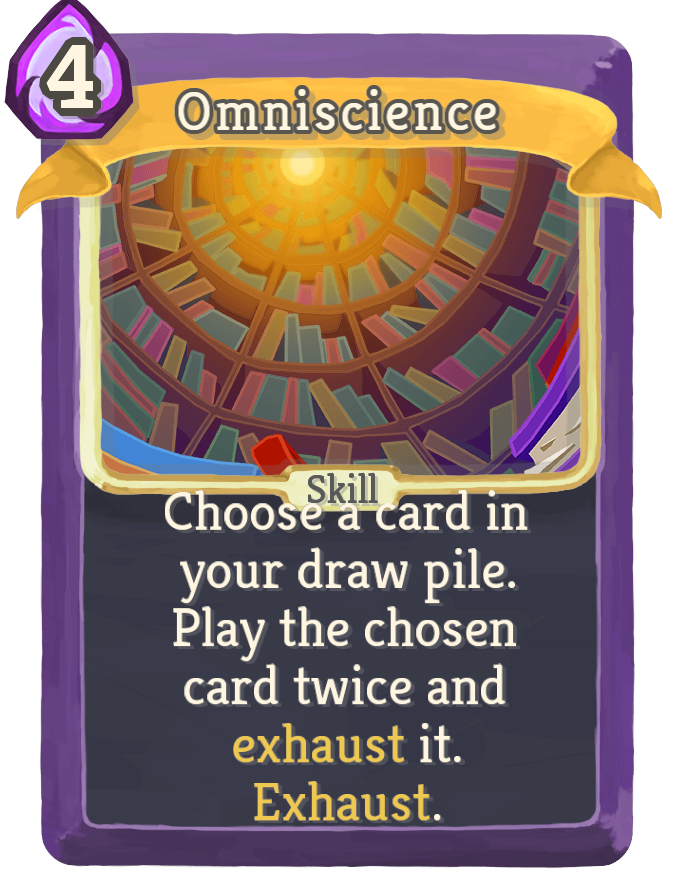 4
Omniscience
Skill
Choose a card in
your draw pile.
Play the chosen
card twice and
exhaust it.
Exhaust.